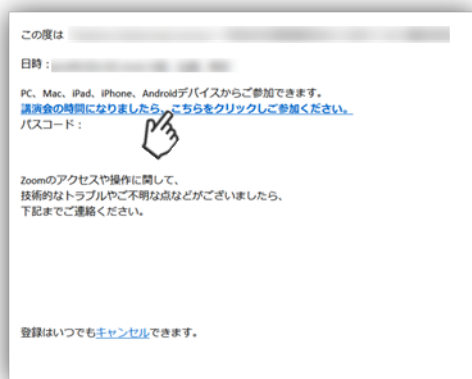 この度は
日時：
PC、Mac、iPad、iPhone、Androidデバイスからご参加できます。
講演会の時間になりましたら、こちらをクリックしご参加ください。
パスコード：
Zoomのアクセスや操作に関して、
技術的なトラブルやご不明な点などがございましたら、
下記までご連絡ください。
登録はいつでもキャンセルできます。